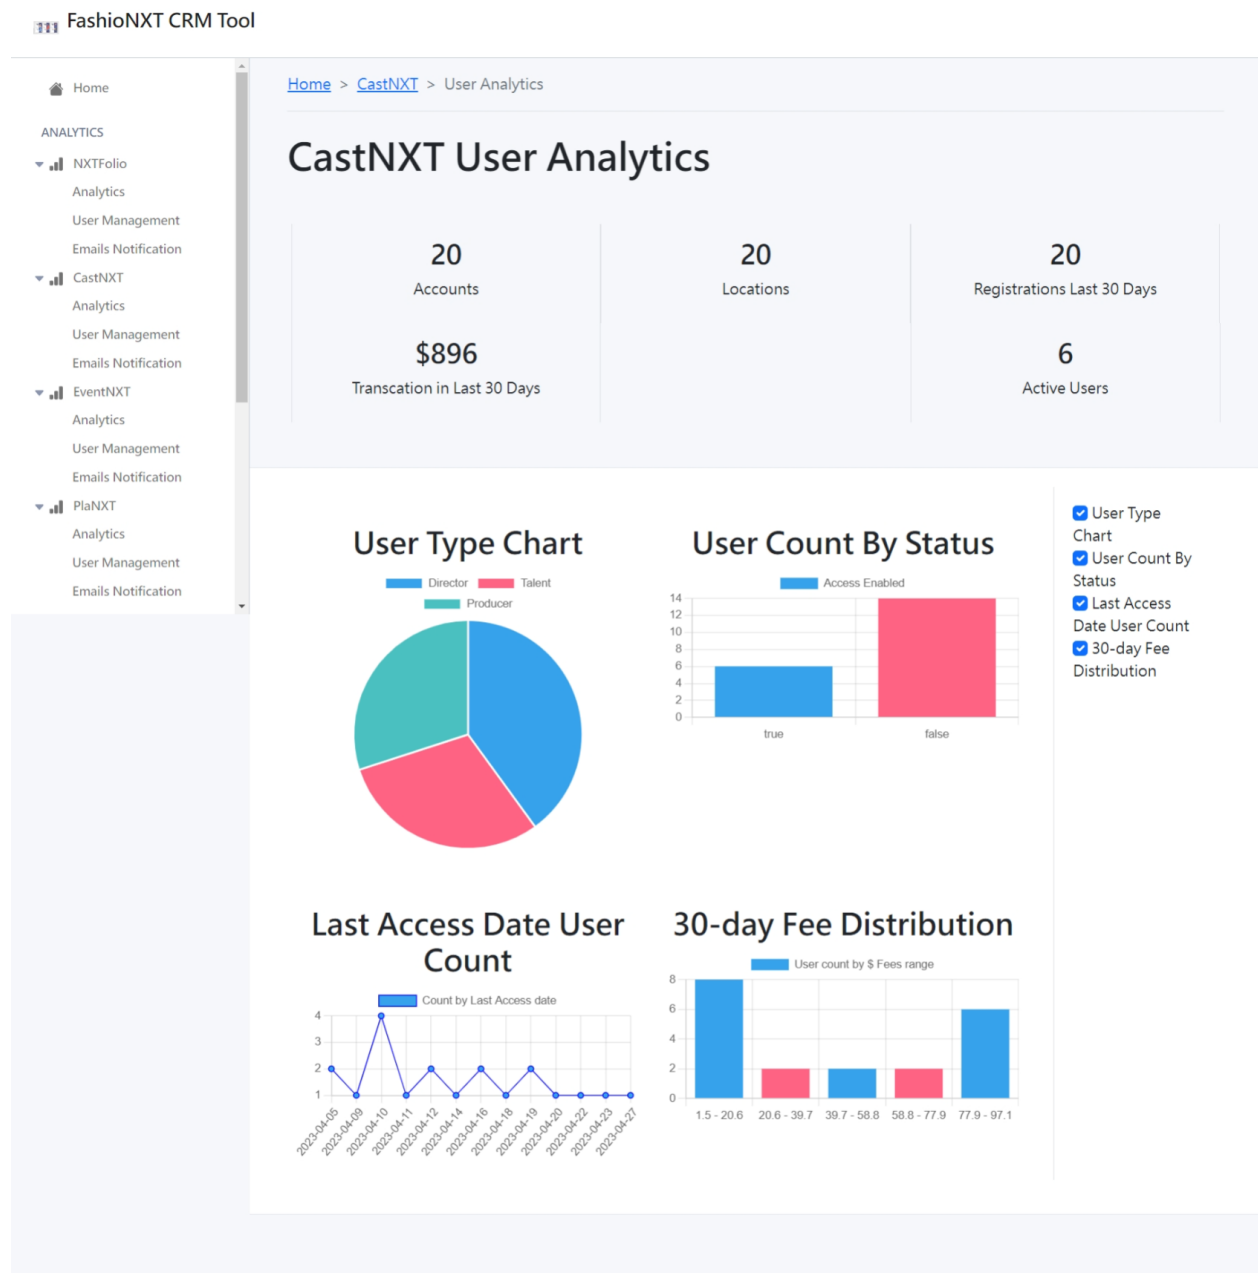 FashioNXT CRM Tool
Home
ANALYTICS
NXTFolio
Analytics
User Management
Emails Notification
CastNXT
Analytics
User Management
Emails Notification
EventNXT
Analytics
User Management
Emails Notification
PlaNXT
Analytics
User Management
Emails Notification
Home > CastNXT > User Analytics
CastNXT User Analytics
20
Accounts
20
Locations
20
Registrations Last 30 Days
$896
Transcation in Last 30 Days
6
Active Users
User Type Chart
Director Talent
Producer
User Count By Status
Access Enabled
14
12
10
8
6
4
2
0
true false
Last Access Date User
Count
Count by Last Access date
4
3
2
1
2023-04-05 2023-04-09 2023-04-10 2023-04-11 2023-04-12 2023-04-14 2023-04-16 2023-04-18 2023-04-19 2023-04-20 2023-04-22 2023-04-23 2023-04-27
30-day Fee Distribution
User count by $ Fees range
8
6
4
2
0
1.5 - 20.6 20.6 - 39.7 39.7 - 58.8 58.8 - 77.9 77.9 - 97.1
User Type
Chart
User Count By
Status
Last Access
Date User Count
30-day Fee
Distribution